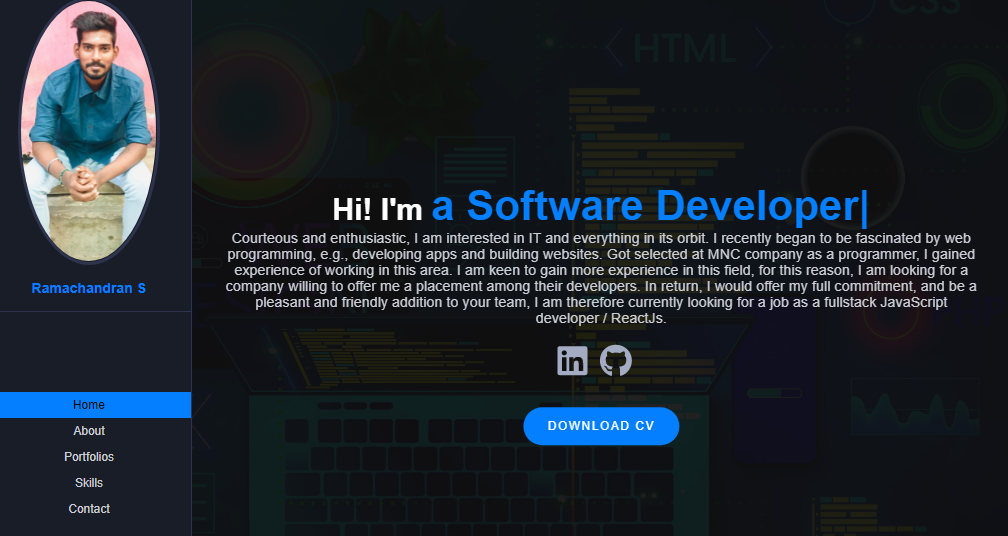 Ramachandran S
Home
About
Portfolios
Skills
Contact
HTML
CSS
Hi! I'm a Software Developer|
Courteous and enthusiastic, I am interested in IT and everything in its orbit. I recently began to be fascinated by web
programming, e.g., developing apps and building websites. Got selected at MNC company as a programmer, I gained
experience of working in this area. I am keen to gain more experience in this field, for this reason, I am looking for a
company willing to offer me a placement among their developers. In return, I would offer my full commitment, and be a
pleasant and friendly addition to your team, I am therefore currently looking for a job as a fullstack JavaScript
developer / ReactJs.
in
DOWNLOAD CV